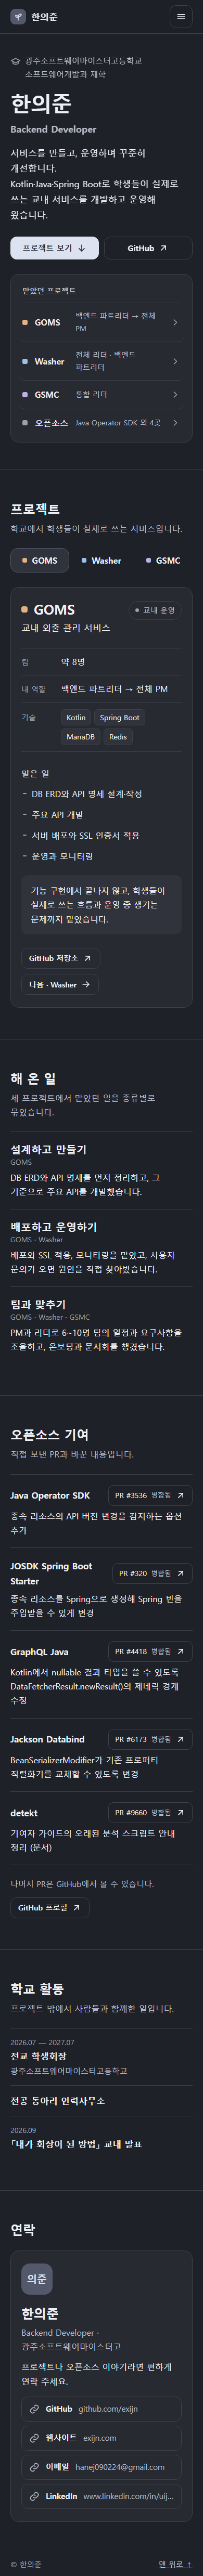 한의준
광주소프트웨어마이스터고등학교
소프트웨어개발과 재학
한의준
Backend Developer
서비스를 만들고, 운영하며 꾸준히
개선합니다.
Kotlin·Java·Spring Boot로 학생들이 실제로
쓰는 교내 서비스를 개발하고 운영해
왔습니다.
프로젝트 보기 ↓
GitHub ↗
맡았던 프로젝트
GOMS 백엔드 파트리더 → 전체
PM
Washer 전체 리더 · 백엔드
파트리더
GSMC 통합 리더
오픈소스 Java Operator SDK 외 4곳
프로젝트
학교에서 학생들이 실제로 쓰는 서비스입니다.
GOMS
Washer
GSMC
GOMS
교내 운영
교내 외출 관리 서비스
팀 약 8명
내 역할 백엔드 파트리더 → 전체 PM
기술 Kotlin Spring Boot
MariaDB Redis
맡은 일
- DB ERD와 API 명세 설계·작성
- 주요 API 개발
- 서버 배포와 SSL 인증서 적용
- 운영과 모니터링
기능 구현에서 끝나지 않고, 학생들이
실제로 쓰는 흐름과 운영 중 생기는
문제까지 맡았습니다.
GitHub 저장소 ↗
다음 · Washer →
해 온 일
세 프로젝트에서 맡았던 일을 종류별로
묶었습니다.
설계하고 만들기
GOMS
DB ERD와 API 명세를 먼저 정리하고, 그
기준으로 주요 API를 개발했습니다.
배포하고 운영하기
GOMS · Washer
배포와 SSL 적용, 모니터링을 맡았고, 사용자
문의가 오면 원인을 직접 찾아봤습니다.
팀과 맞추기
GOMS · Washer · GSMC
PM과 리더로 6~10명 팀의 일정과 요구사항을
조율하고, 온보딩과 문서화를 챙겼습니다.
오픈소스 기여
직접 보낸 PR과 바꾼 내용입니다.
Java Operator SDK
PR #3536 병합됨 ↗
종속 리소스의 API 버전 변경을 감지하는 옵션
추가
JOSDK Spring Boot
Starter
PR #320 병합됨 ↗
종속 리소스를 Spring으로 생성해 Spring 빈을
주입받을 수 있게 변경
GraphQL Java
PR #4418 병합됨 ↗
Kotlin에서 nullable 결과 타입을 쓸 수 있도록
DataFetcherResult.newResult()의 제네릭 경계
수정
Jackson Databind
PR #6173 병합됨 ↗
BeanSerializerModifier가 기존 프로퍼티
직렬화기를 교체할 수 있도록 변경
detekt
PR #9660 병합됨 ↗
기여자 가이드의 오래된 분석 스크립트 안내
정리 (문서)
나머지 PR은 GitHub에서 볼 수 있습니다.
GitHub 프로필 ↗
학교 활동
프로젝트 밖에서 사람들과 함께한 일입니다.
2026.07 — 2027.07
전교 학생회장
광주소프트웨어마이스터고등학교
전공 동아리 인력사무소
2026.09
「내가 회장이 된 방법」 교내 발표
연락
의준
한의준
Backend Developer ·
광주소프트웨어마이스터고
프로젝트나 오픈소스 이야기라면 편하게
연락 주세요.
GitHub github.com/exijn
웹사이트 exijn.com
이메일 hanej090224@gmail.com
LinkedIn www.linkedin.com/in/uij...
© 한의준
맨 위로 ↑